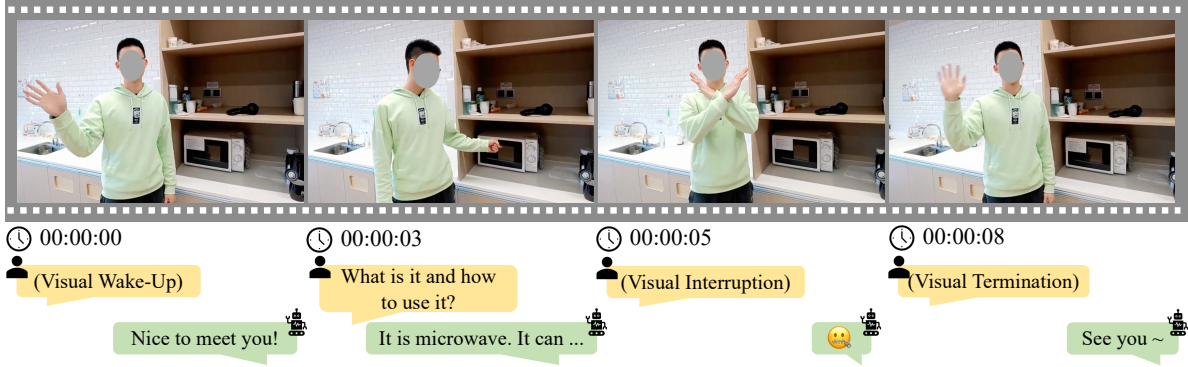 00:00:00
00:00:03
00:00:05
00:00:08
(Visual Wake-Up)
What is it and how
to use it?
(Visual Interruption)
(Visual Termination)
Nice to meet you!
It is microwave. It can ...
See you ~